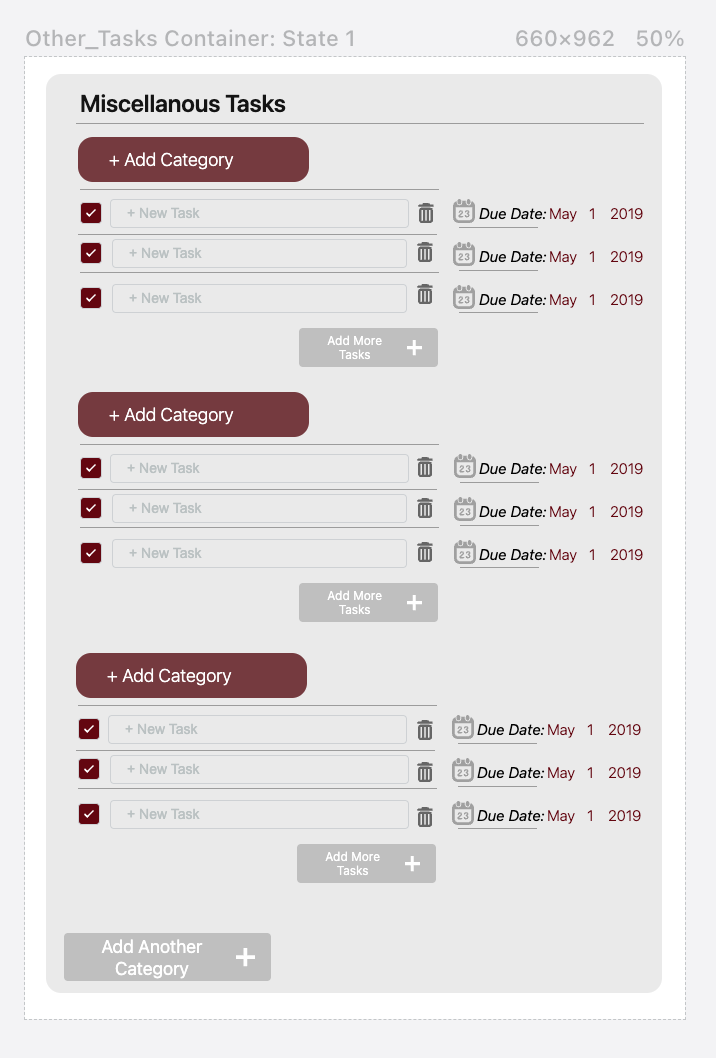 Other_Tasks Container: State 1 660×962 50%
Miscellanous Tasks
+ Add Category
+ New Task 23 Due Date: May 1 2019
+ New Task 23 Due Date: May 1 2019
+ New Task 23 Due Date: May 1 2019
Add More
Tasks +
+ Add Category
+ New Task 23 Due Date: May 1 2019
+ New Task 23 Due Date: May 1 2019
+ New Task 23 Due Date: May 1 2019
Add More
Tasks +
+ Add Category
+ New Task 23 Due Date: May 1 2019
+ New Task 23 Due Date: May 1 2019
+ New Task 23 Due Date: May 1 2019
Add More
Tasks +
Add Another
Category +